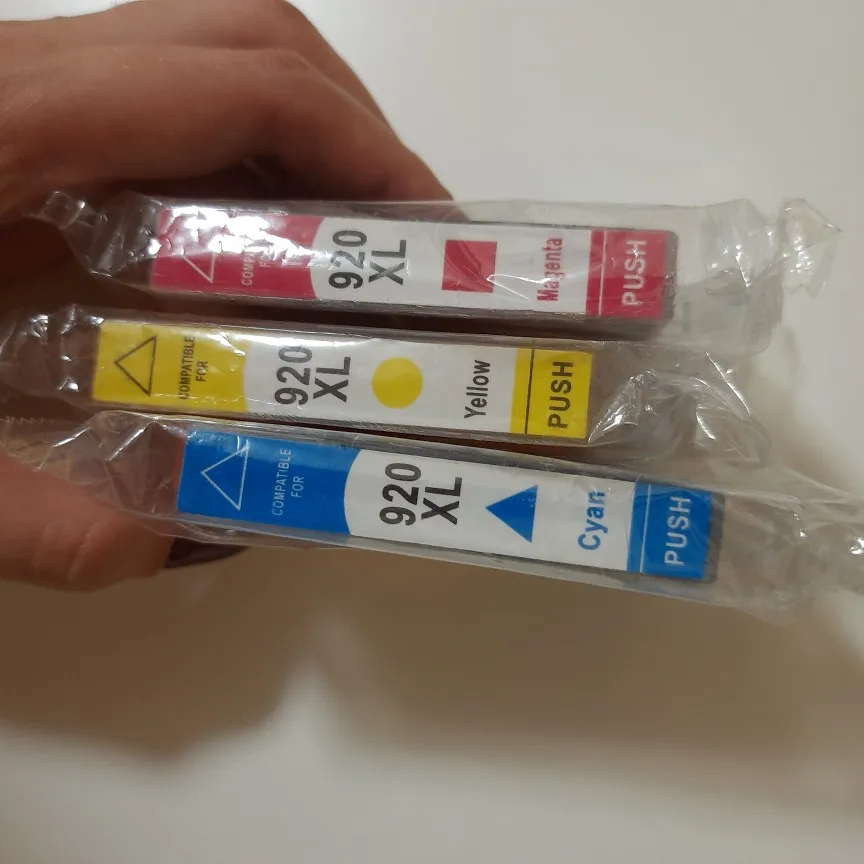 COMPATIBLE
FOR
920
XL
Magenta
PUSH
COMPATIBLE
FOR
920
XL
Yellow
PUSH
COMPATIBLE
FOR
920
XL
Cyan
PUSH